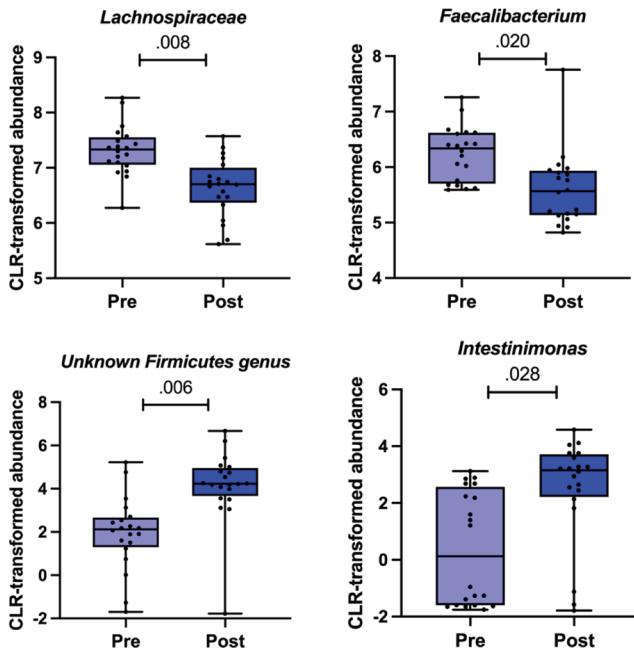 Lachnospiraceae
.008
CLR-transformed abundance
9
8
7
6
5
Pre Post
Faecalibacterium
.020
CLR-transformed abundance
8
7
6
5
4
Pre Post
Unknown Firmicutes genus
.006
CLR-transformed abundance
8
6
4
2
0
-2
Pre Post
Intestinimonas
.028
CLR-transformed abundance
6
4
2
0
-2
Pre Post